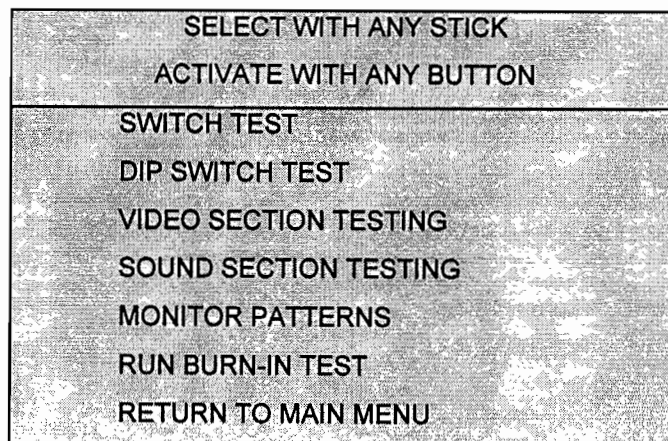 SELECT WITH ANY STICK
ACTIVATE WITH ANY BUTTON
SWITCH TEST
DIP SWITCH TEST
VIDEO SECTION TESTING
SOUND SECTION TESTING
MONITOR PATTERNS
RUN BURN-IN TEST
RETURN TO MAIN MENU